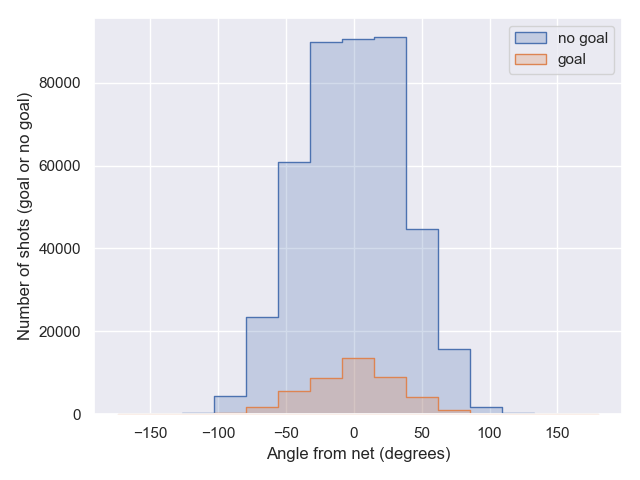 no goal
goal
80000
60000
40000
20000
0
−150 −100 −50 0 50 100 150
Angle from net (degrees)
Number of shots (goal or no goal)